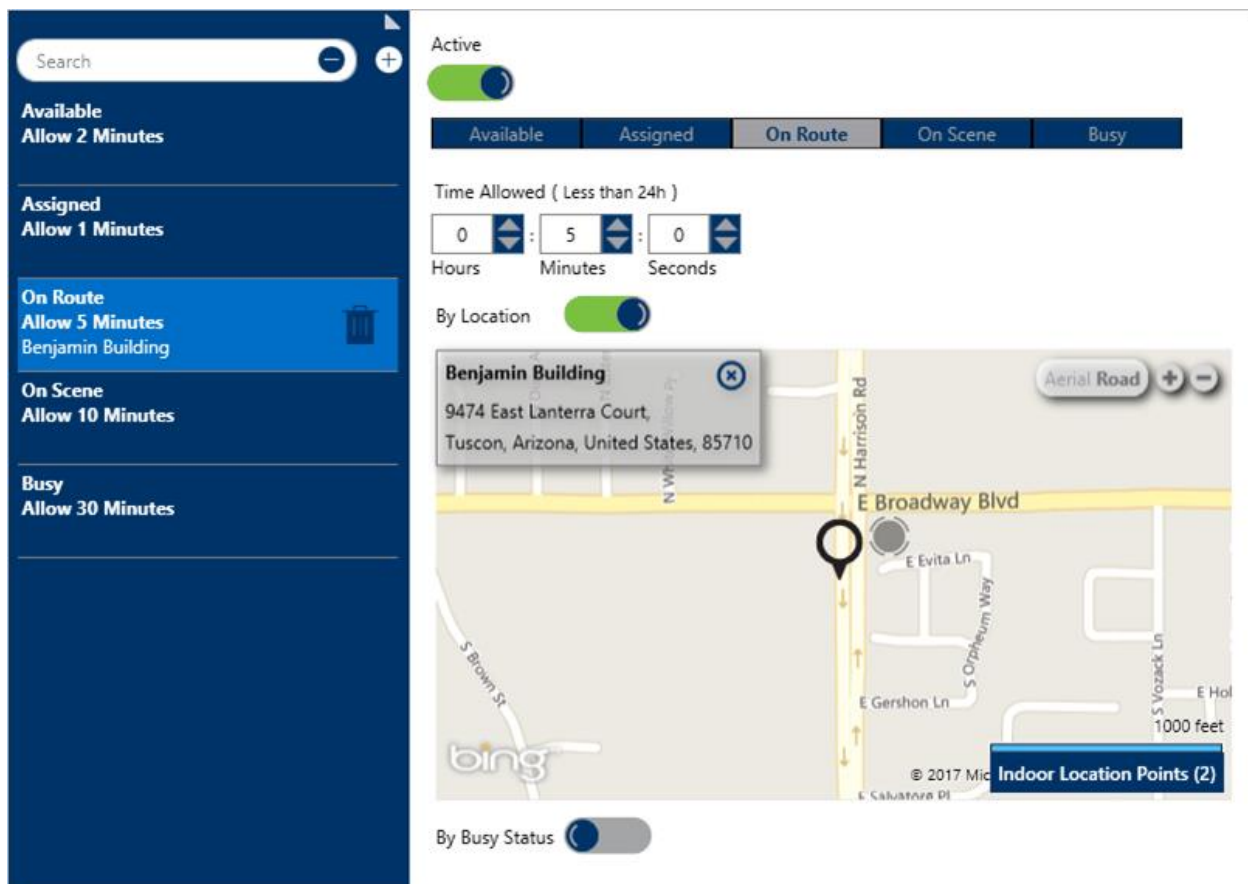 Search
Available
Allow 2 Minutes
Assigned
Allow 1 Minutes
On Route
Allow 5 Minutes
Benjamin Building
On Scene
Allow 10 Minutes
Busy
Allow 30 Minutes
Active
Available
Assigned
On Route
On Scene
Busy
Time Allowed ( Less than 24h )
0 : 5 : 0
Hours Minutes Seconds
By Location
Benjamin Building
9474 East Lanterra Court,
Tuscon, Arizona, United States, 85710
Aerial Road
N Harrison Rd
E Broadway Blvd
E Evita Ln
S Orpheum Way
S Brown St
E Gershon Ln
S Vozack Ln
E Hol
1000 feet
bing
© 2017 Mic
Indoor Location Points (2)
E Salvatore Pl
By Busy Status